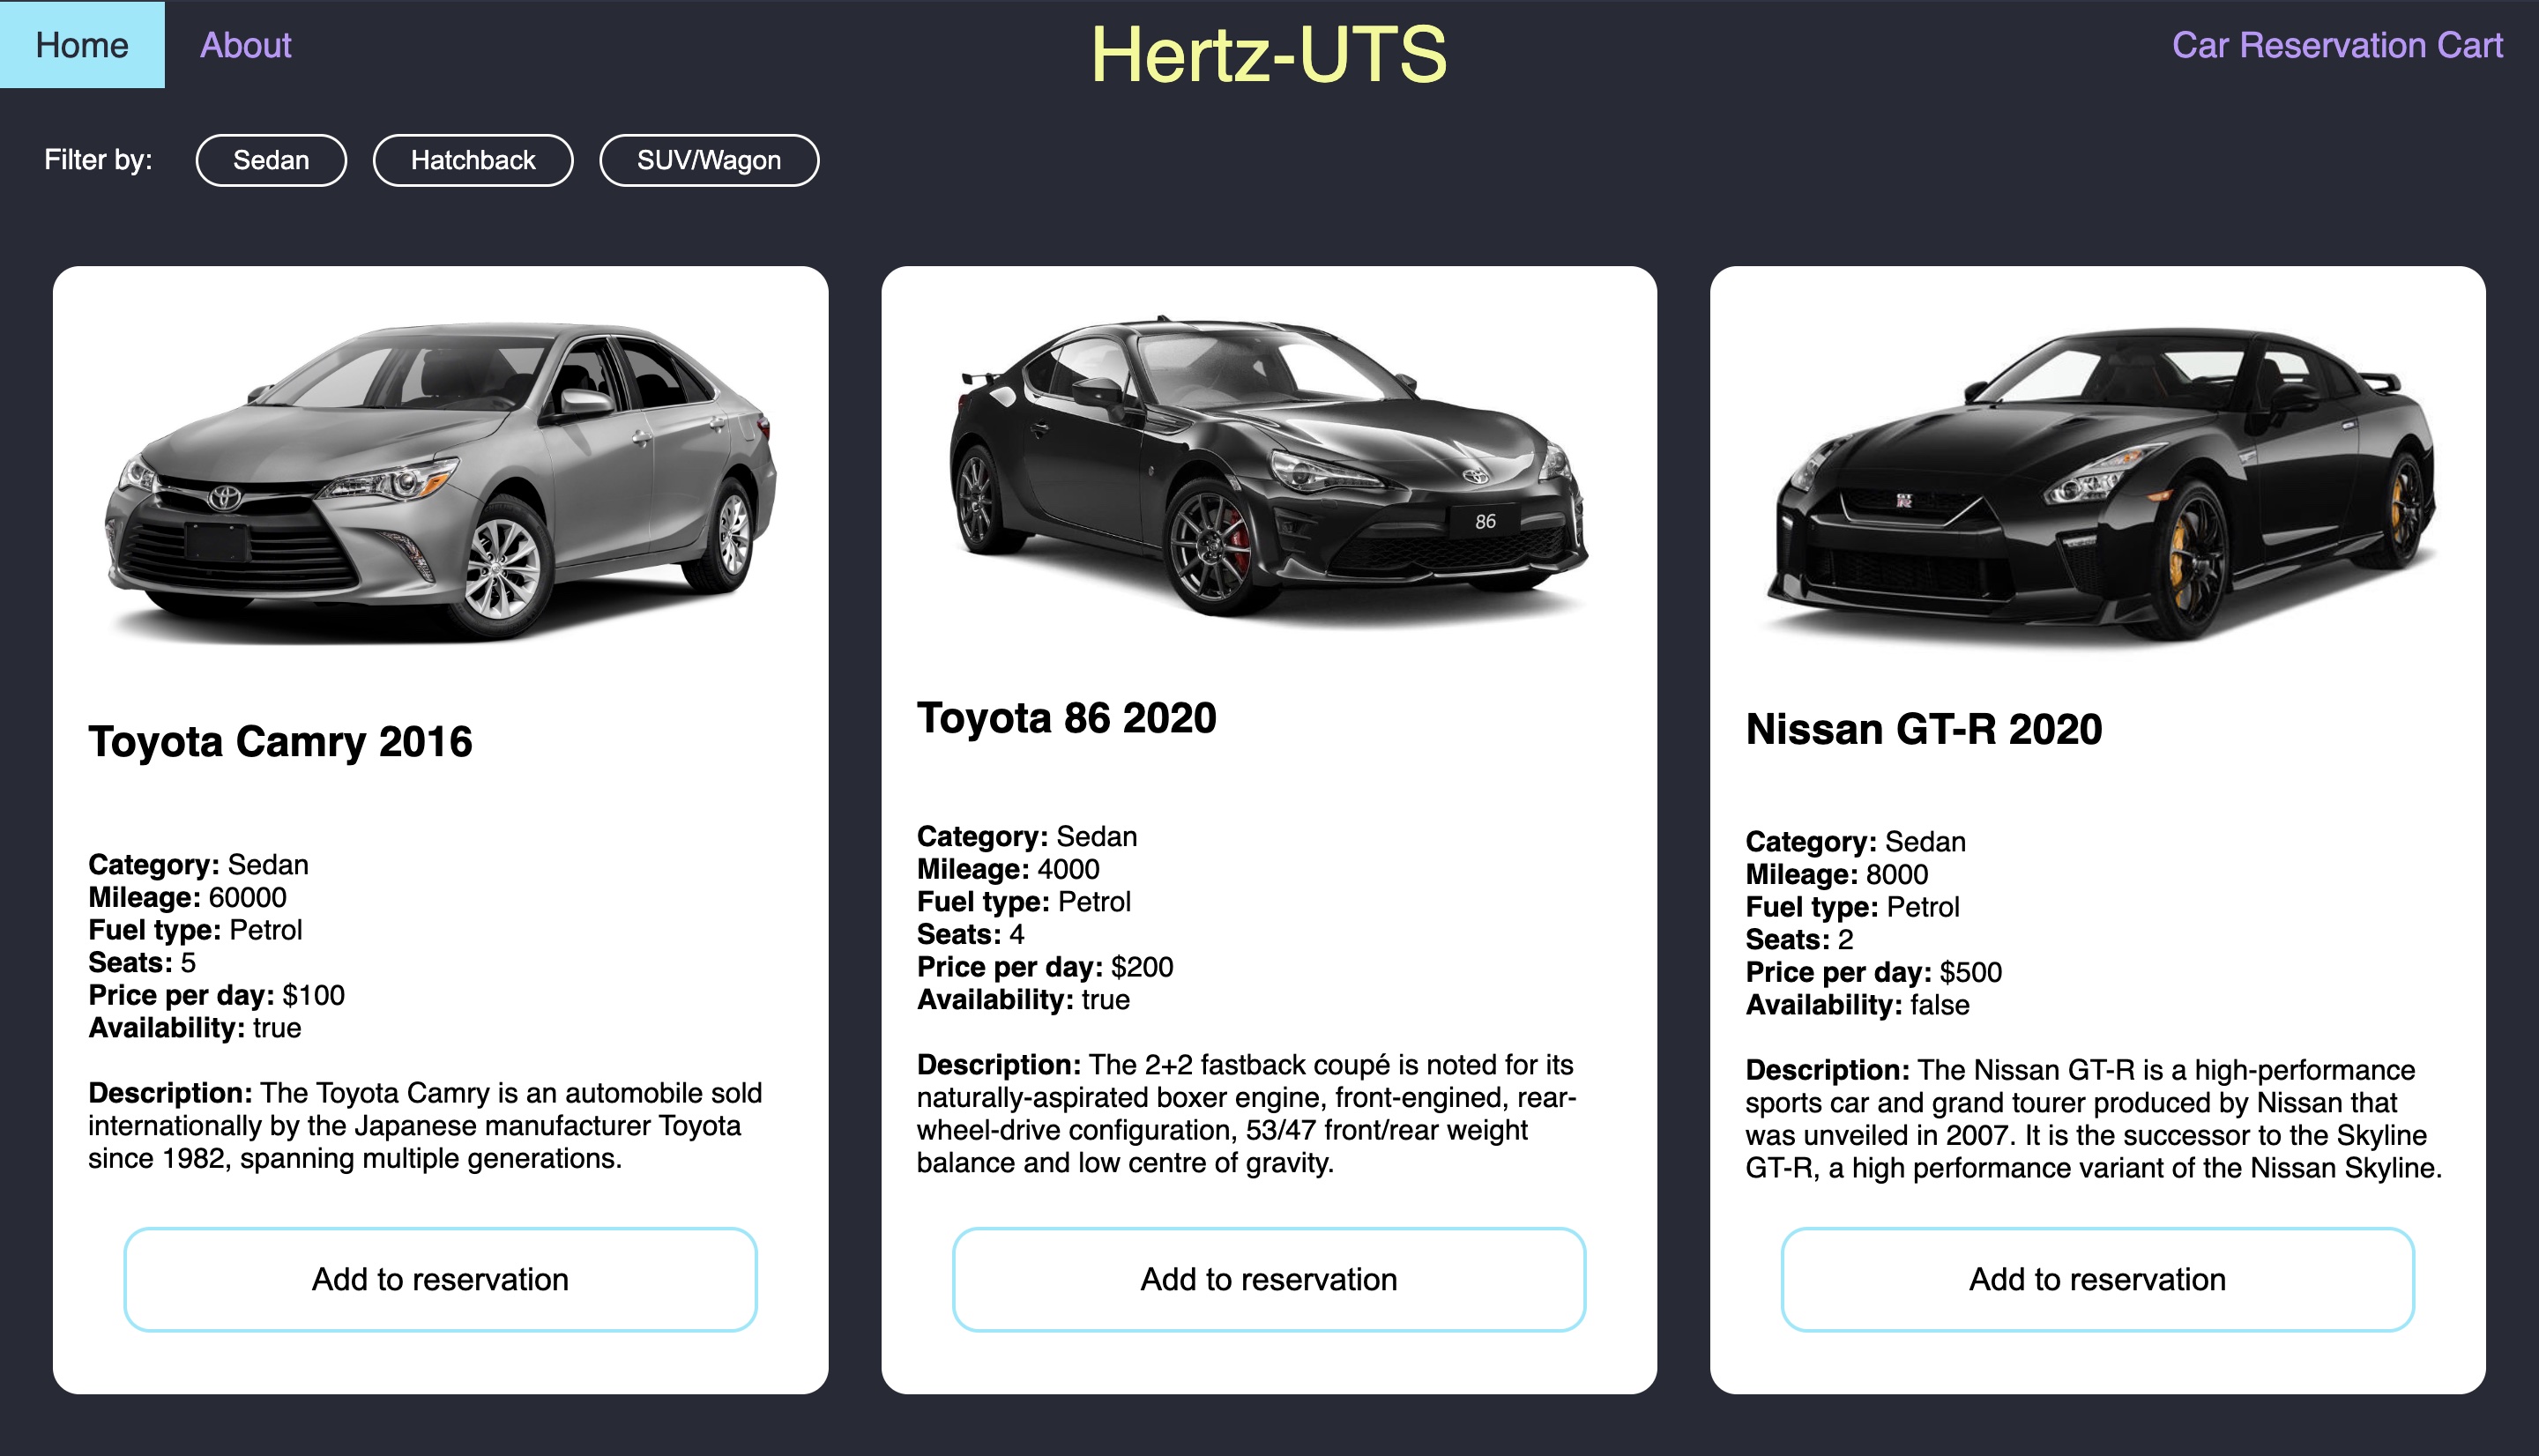 Home
About
Hertz-UTS
Car Reservation Cart
Filter by:
Sedan
Hatchback
SUV/Wagon
86
GT
R
Toyota Camry 2016
Category: Sedan
Mileage: 60000
Fuel type: Petrol
Seats: 5
Price per day: $100
Availability: true
Description: The Toyota Camry is an automobile sold
internationally by the Japanese manufacturer Toyota
since 1982, spanning multiple generations.
Add to reservation
Toyota 86 2020
Category: Sedan
Mileage: 4000
Fuel type: Petrol
Seats: 4
Price per day: $200
Availability: true
Description: The 2+2 fastback coupé is noted for its
naturally-aspirated boxer engine, front-engined, rear-
wheel-drive configuration, 53/47 front/rear weight
balance and low centre of gravity.
Add to reservation
Nissan GT-R 2020
Category: Sedan
Mileage: 8000
Fuel type: Petrol
Seats: 2
Price per day: $500
Availability: false
Description: The Nissan GT-R is a high-performance
sports car and grand tourer produced by Nissan that
was unveiled in 2007. It is the successor to the Skyline
GT-R, a high performance variant of the Nissan Skyline.
Add to reservation